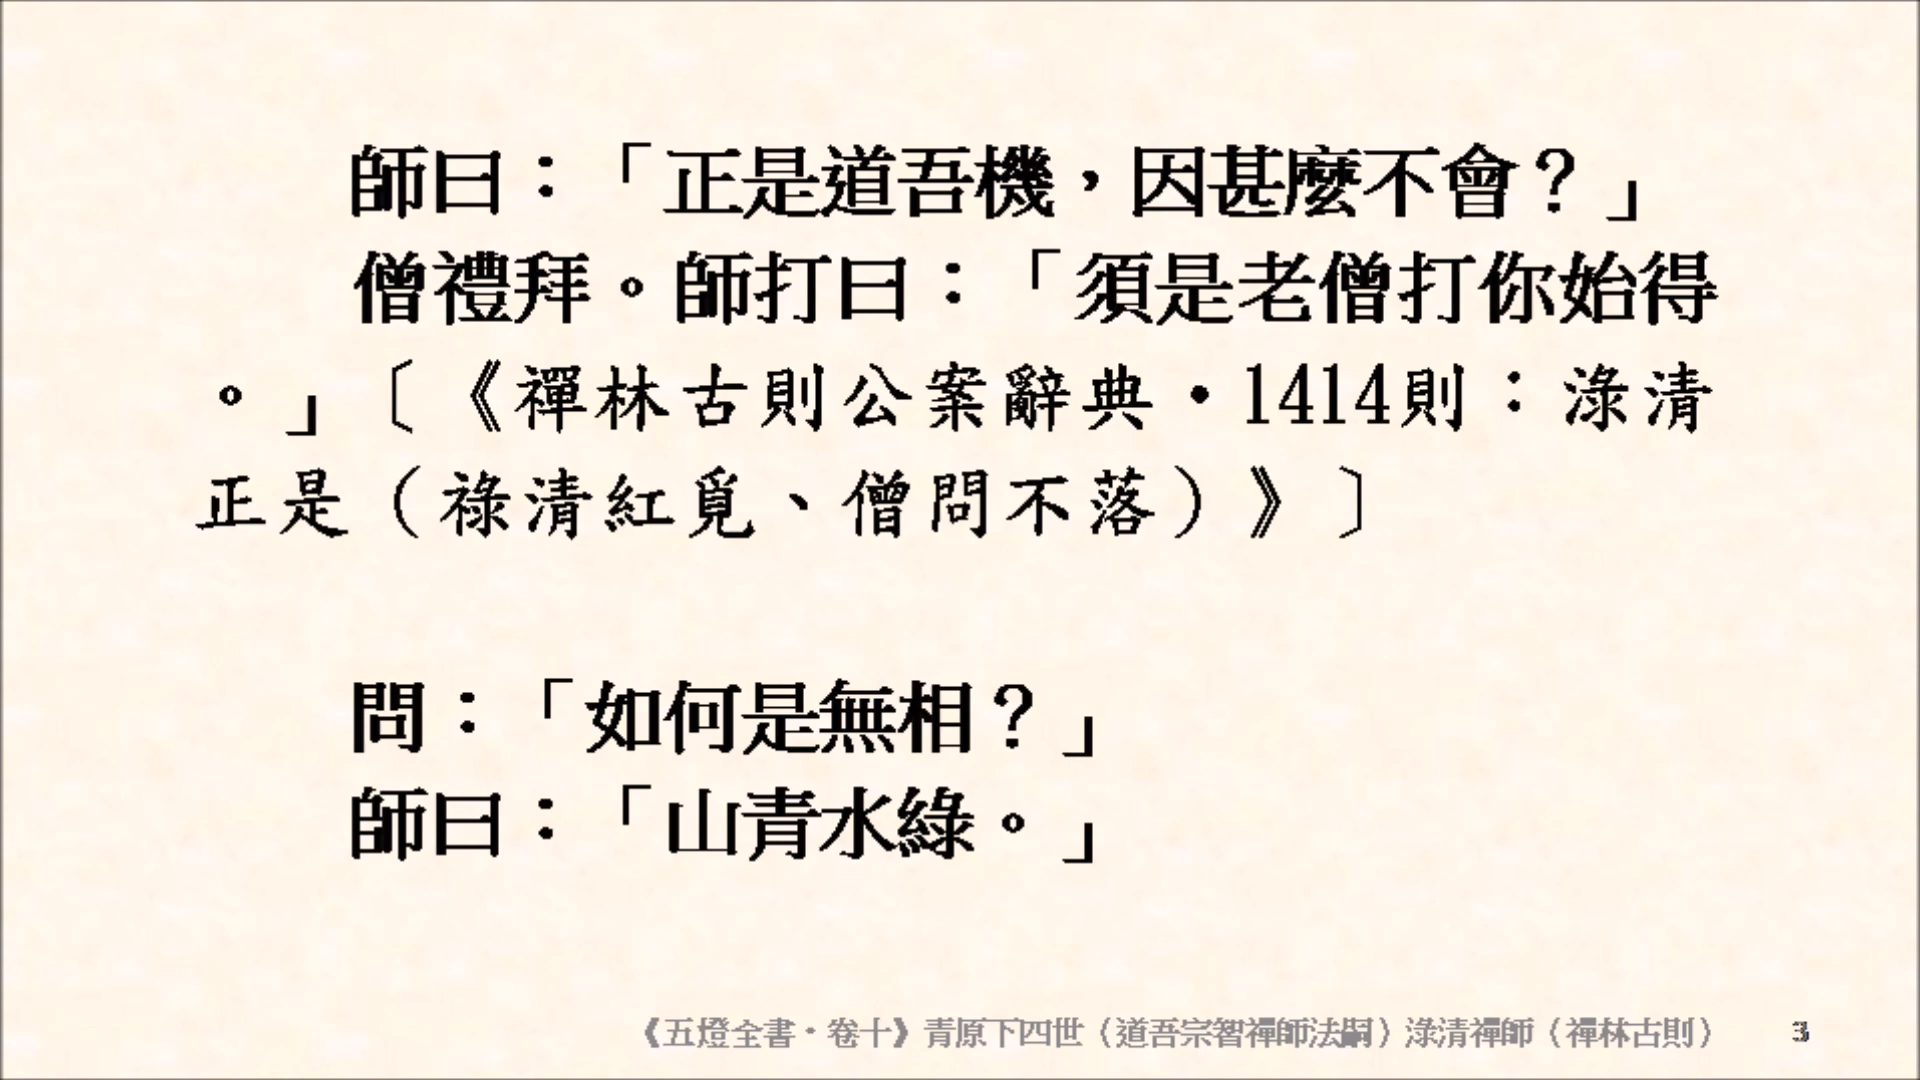 師曰：「正是道吾機，因甚麼不會？」
僧禮拜。師打曰：「須是老僧打你始得
。」〔《禪林古則公案辭典·1414則：淥清
正是（祿清紅覓、僧問不落）》〕
問：「如何是無相？」
師曰：「山青水綠。」
《五燈全書·卷十》青原下四世（道吾宗智禪師法嗣）淥清禪師（禪林古則） 3